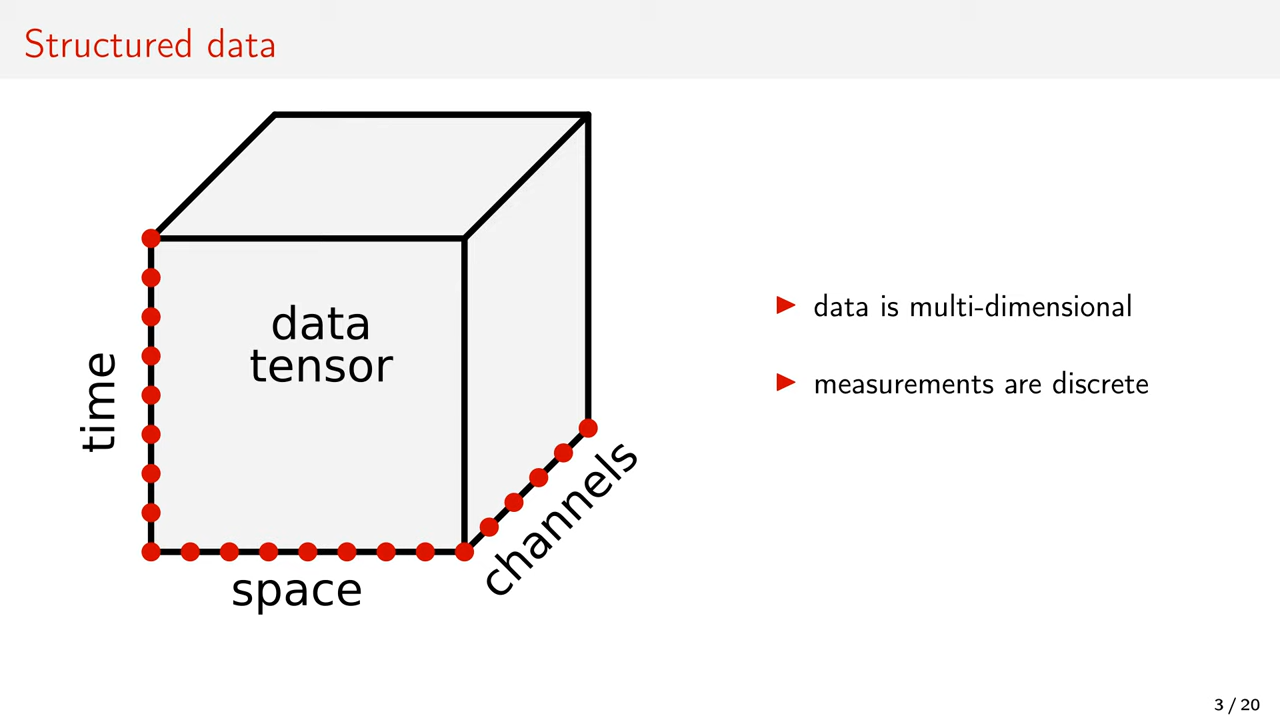 Structured data
data
tensor
time
space
channels
data is multi-dimensional
measurements are discrete
3 / 20